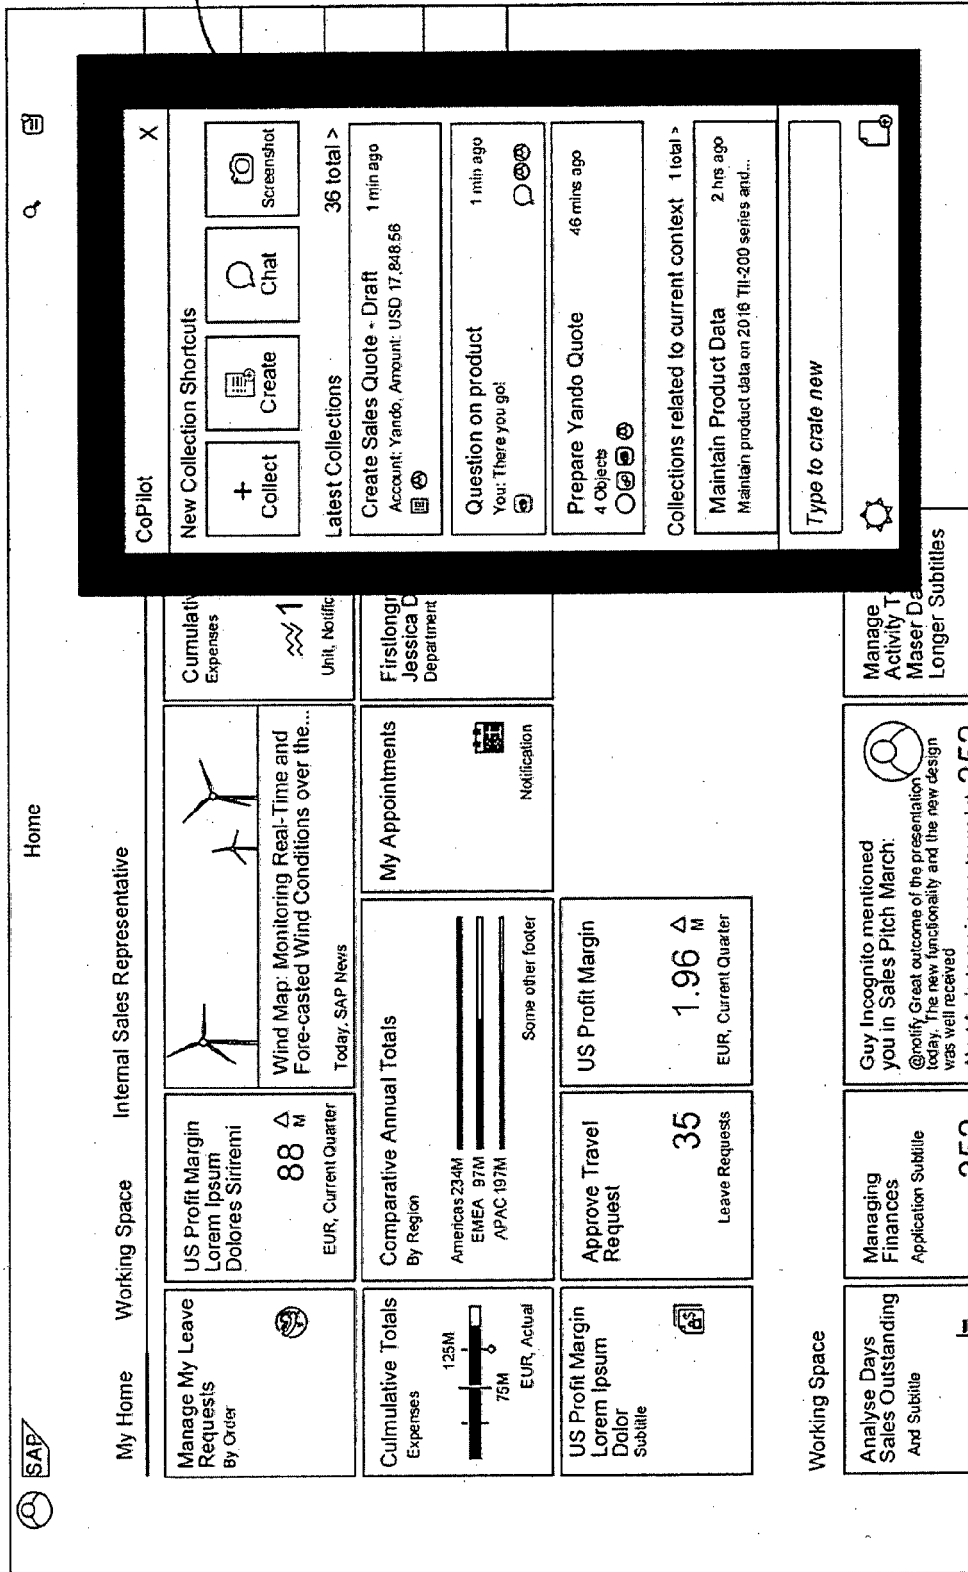 SAP
Home
My Home
Working Space
Internal Sales Representative
Manage My Leave
Requests
By Order
US Profit Margin
Lorem Ipsum
Dolores Siriremi
88
M
EUR, Current Quarter
Wind Map: Monitoring Real-Time and
Fore-casted Wind Conditions over the...
Today, SAP News
Cumulativ
Expenses
1
Unit, Notific
Culmulative Totals
Expenses
125M
75M
EUR, Actual
Comparative Annual Totals
By Region
Americas 234M
EMEA 97M
APAC 197M
Some other footer
My Appointments
Notification
Firstlongr
Jessica D
Department
US Profit Margin
Lorem Ipsum
Dolor
Subtitle
Approve Travel
Request
35
Leave Requests
US Profit Margin
1.96
M
EUR, Current Quarter
Working Space
Analyse Days
Sales Outstanding
And Subtitle
Managing
Finances
Application Subtitle
Guy Incognito mentioned
you in Sales Pitch March:
@notify Great outcome of the presentation
today. The new functionality and the new design
was well received
Manage
Activity T
Maser Da
Longer Subtitles
CoPilot
X
New Collection Shortcuts
+
Collect
Create
Chat
Screenshot
Latest Collections
36 total >
Create Sales Quote - Draft
1 min ago
Account: Yando, Amount: USD 17,848.56
Question on product
1 min ago
You: There you go!
Prepare Yando Quote
46 mins ago
4 Objects
Collections related to current context
1 total >
Maintain Product Data
2 hrs ago
Maintain product data on 2016 TII-200 series and...
Type to crate new